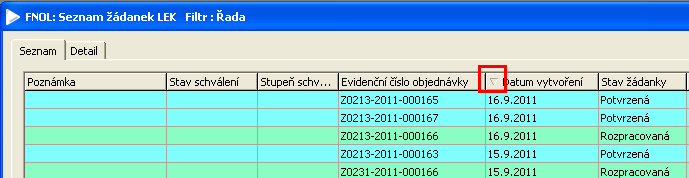 FNOL: Seznam žádanek LEK Filtr : Řada
Seznam Detail
Poznámka Stav schválení Stupeň schv... Evidenční číslo objednávky Datum vytvoření Stav žádanky
Z0213-2011-000165 16.9.2011 Potvrzená
Z0213-2011-000167 16.9.2011 Potvrzená
Z0213-2011-000166 16.9.2011 Rozpracovaná
Z0213-2011-000163 15.9.2011 Potvrzená
Z0231-2011-000166 15.9.2011 Rozpracovaná